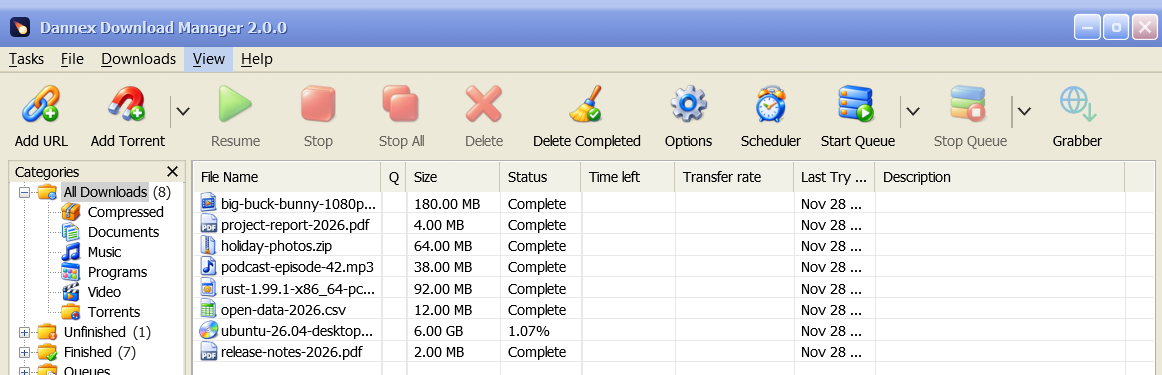 Dannex Download Manager 2.0.0
Tasks File Downloads View Help
Add URL Add Torrent Resume Stop Stop All Delete Delete Completed Options Scheduler Start Queue Stop Queue Grabber
Categories
All Downloads (8)
Compressed
Documents
Music
Programs
Video
Torrents
Unfinished (1)
Finished (7)
Queues
File Name Q Size Status Time left Transfer rate Last Try ... Description
big-buck-bunny-1080p... 180.00 MB Complete Nov 28 ...
project-report-2026.pdf 4.00 MB Complete Nov 28 ...
holiday-photos.zip 64.00 MB Complete Nov 28 ...
podcast-episode-42.mp3 38.00 MB Complete Nov 28 ...
rust-1.99.1-x86_64-pc... 92.00 MB Complete Nov 28 ...
open-data-2026.csv 12.00 MB Complete Nov 28 ...
ubuntu-26.04-desktop... 6.00 GB 1.07% Nov 28 ...
release-notes-2026.pdf 2.00 MB Complete Nov 28 ...